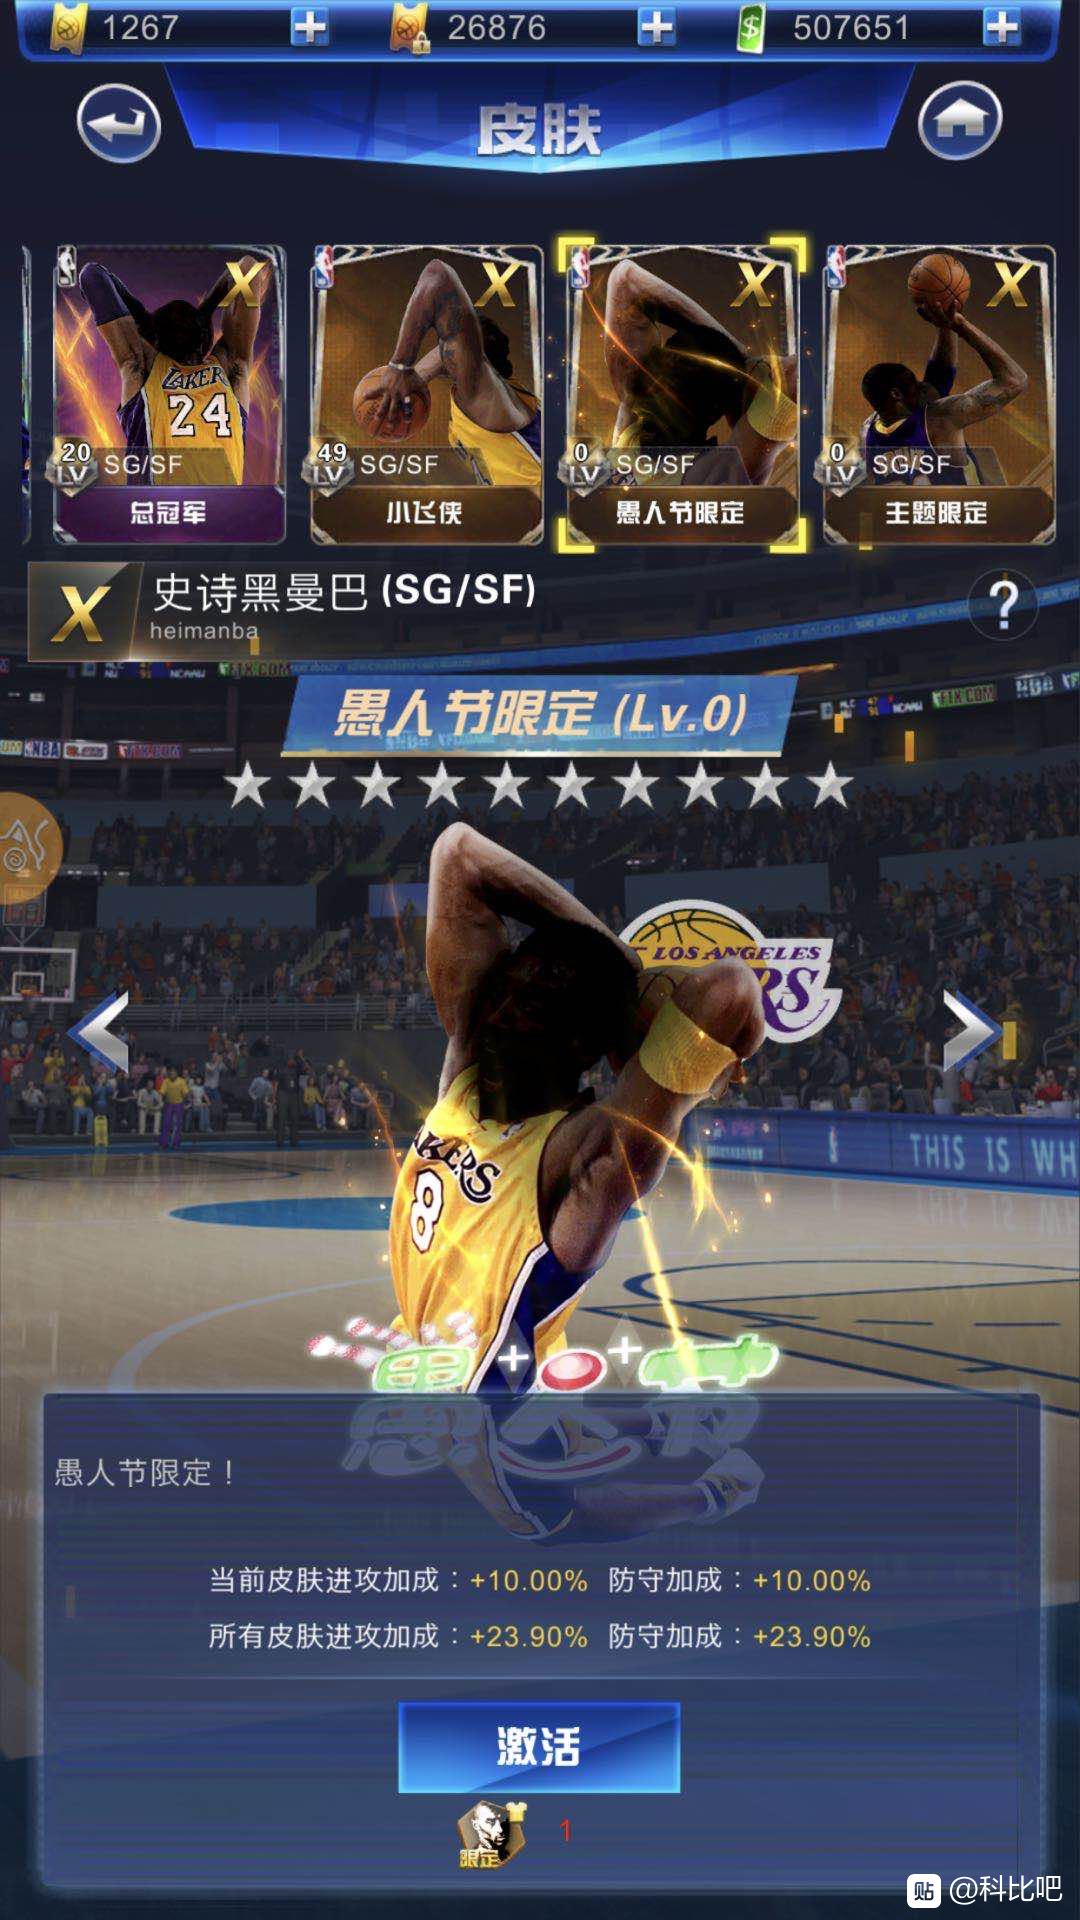 1267 26876 507651
皮肤
X X X X
LAKER
24
20 49 0 0
LV SG/SF LV SG/SF LV SG/SF LV SG/SF
总冠军 小飞侠 愚人节限定 主题限定
X 史诗黑曼巴(SG/SF) ?
heimanba
愚人节限定(Lv.0)
LOS ANGELES
RS
AKERS
8
THIS IS WH
愚人节限定！
当前皮肤进攻加成：+10.00% 防守加成：+10.00%
所有皮肤进攻加成：+23.90% 防守加成：+23.90%
激活
限定 1
贴 @科比吧